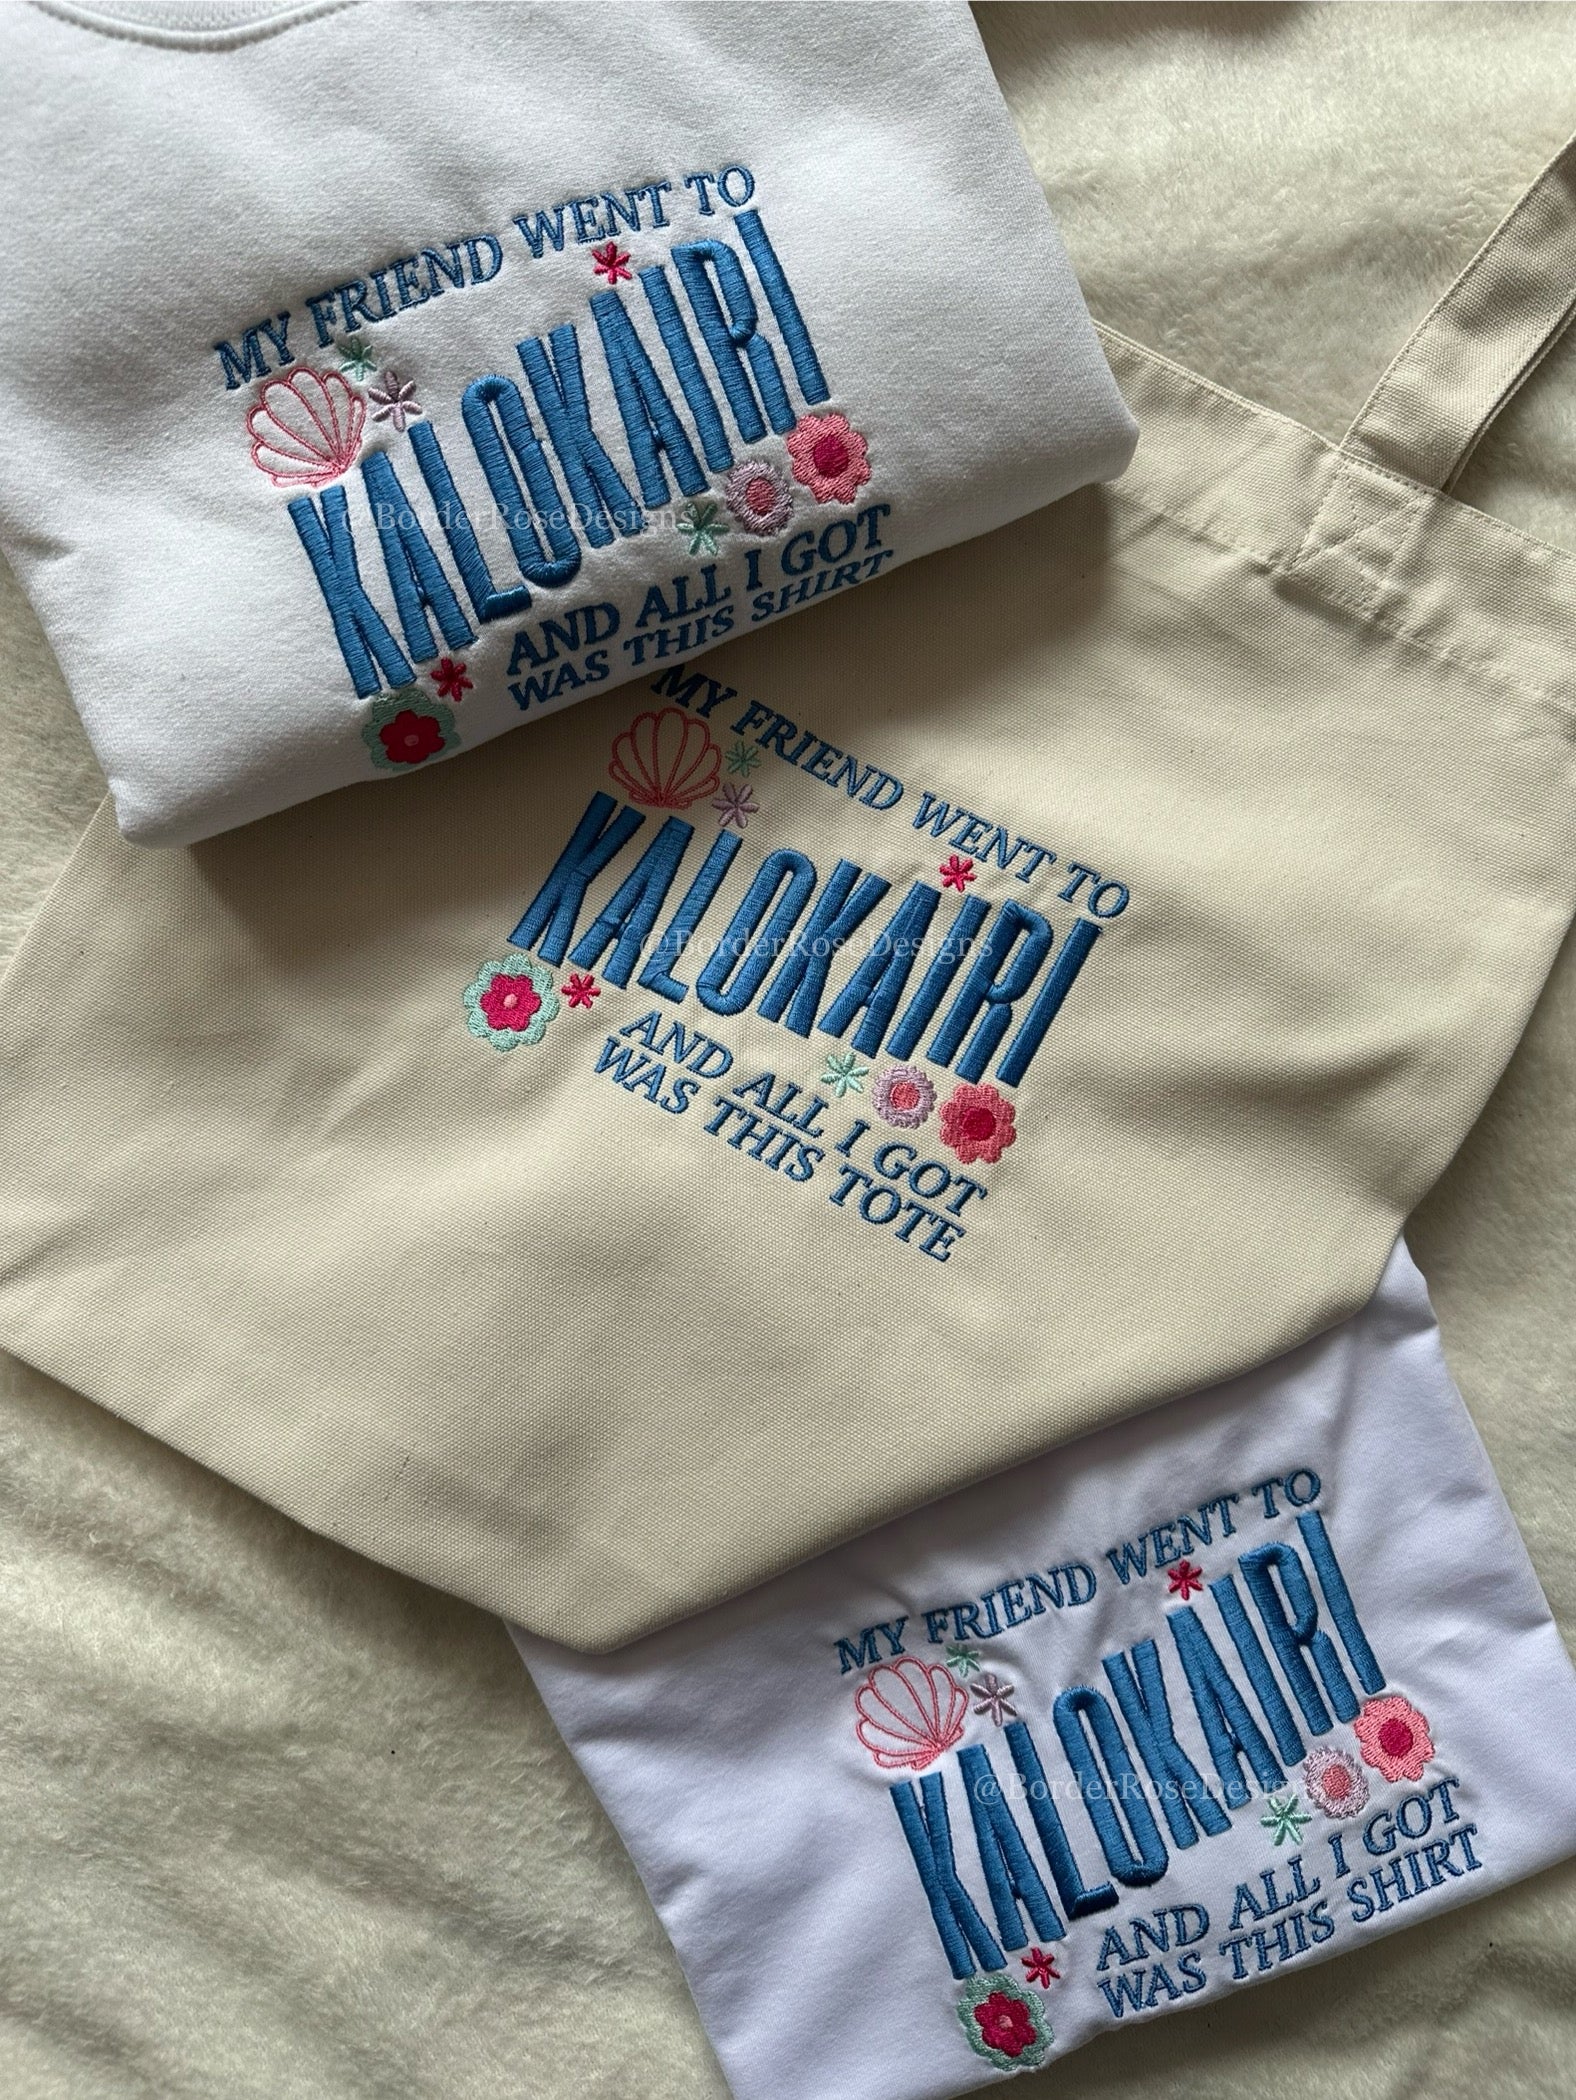 MY FRIEND WENT TO
KALOKAIRI
@BorderRoseDesigns
AND ALL I GOT
WAS THIS SHIRT
MY FRIEND WENT TO
KALOKAIRI
@BorderRoseDesigns
AND ALL I GOT
WAS THIS TOTE
MY FRIEND WENT TO
KALOKAIRI
@BorderRoseDesigns
AND ALL I GOT
WAS THIS SHIRT